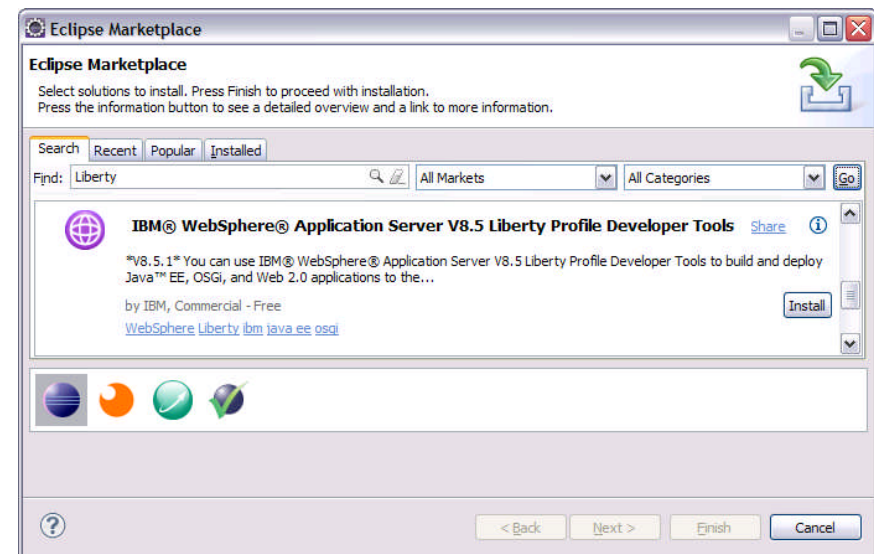 Eclipse Marketplace
Eclipse Marketplace
Select solutions to install. Press Finish to proceed with installation.
Press the information button to see a detailed overview and a link to more information.
Search Recent Popular Installed
Find: Liberty All Markets All Categories Go
IBM® WebSphere® Application Server V8.5 Liberty Profile Developer Tools Share
*V8.5.1* You can use IBM® WebSphere® Application Server V8.5 Liberty Profile Developer Tools to build and deploy
Java™ EE, OSGi, and Web 2.0 applications to the...
by IBM, Commercial - Free
Install
WebSphere Liberty ibm java ee osgi
< Back Next > Finish Cancel